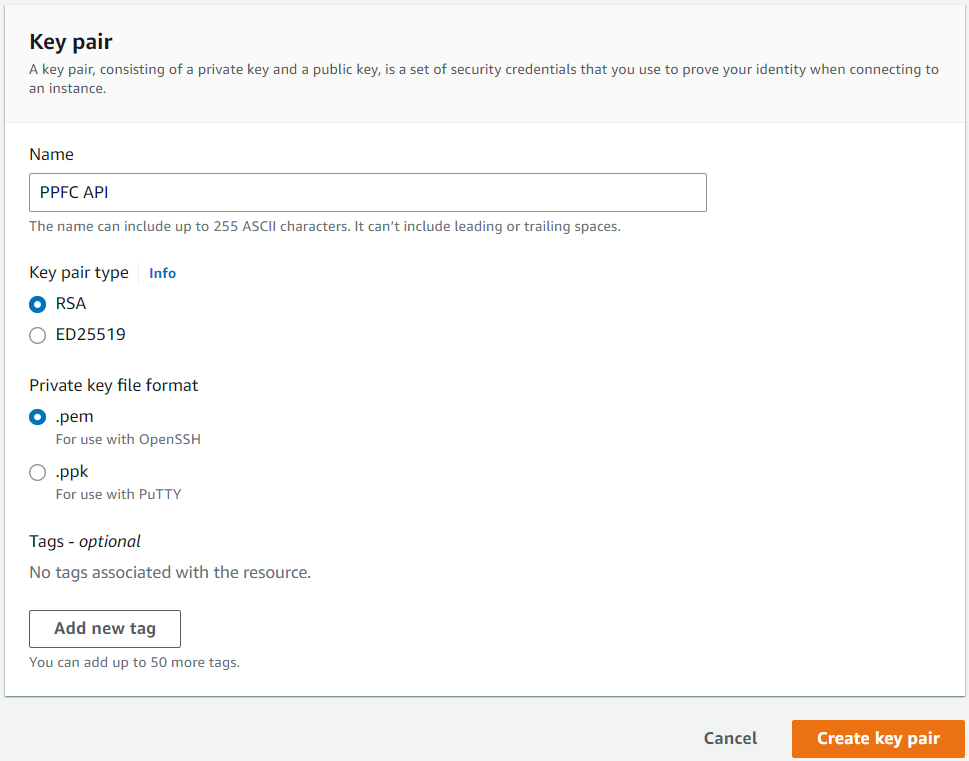 Key pair
A key pair, consisting of a private key and a public key, is a set of security credentials that you use to prove your identity when connecting to
an instance.
Name
PPFC API
The name can include up to 255 ASCII characters. It can’t include leading or trailing spaces.
Key pair type Info
RSA
ED25519
Private key file format
.pem
For use with OpenSSH
.ppk
For use with PuTTY
Tags - optional
No tags associated with the resource.
Add new tag
You can add up to 50 more tags.
Cancel Create key pair